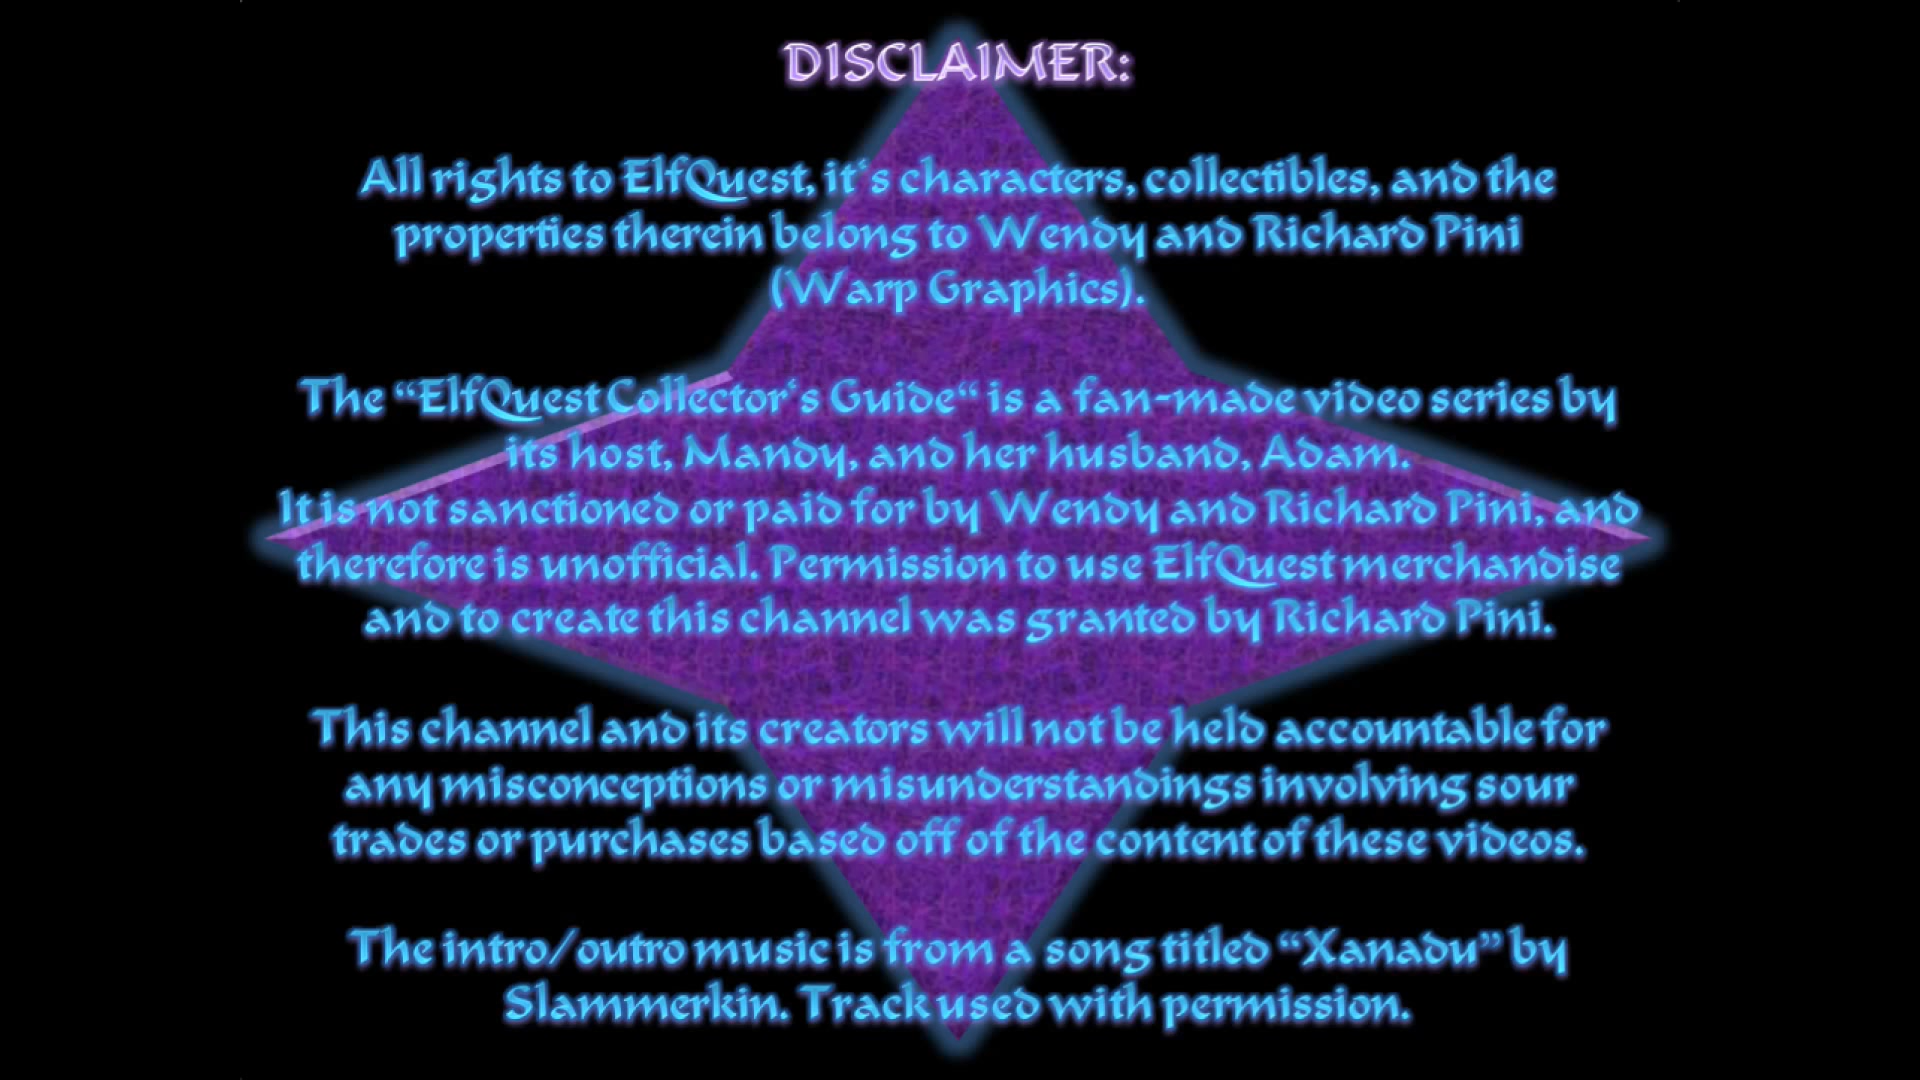 DISCLAIMER:
All rights to ElfQuest, it's characters, collectibles, and the
properties therein belong to Wendy and Richard Pini
(Warp Graphics).
The “ElfQuest Collector‘s Guide“ is a fan-made video series by
its host, Mandy, and her husband, Adam.
It is not sanctioned or paid for by Wendy and Richard Pini, and
therefore is unofficial. Permission to use ElfQuest merchandise
and to create this channel was granted by Richard Pini.
This channel and its creators will not be held accountable for
any misconceptions or misunderstandings involving sour
trades or purchases based off of the content of these videos.
The intro/outro music is from a song titled “Xanadu” by
Slammerkin. Track used with permission.